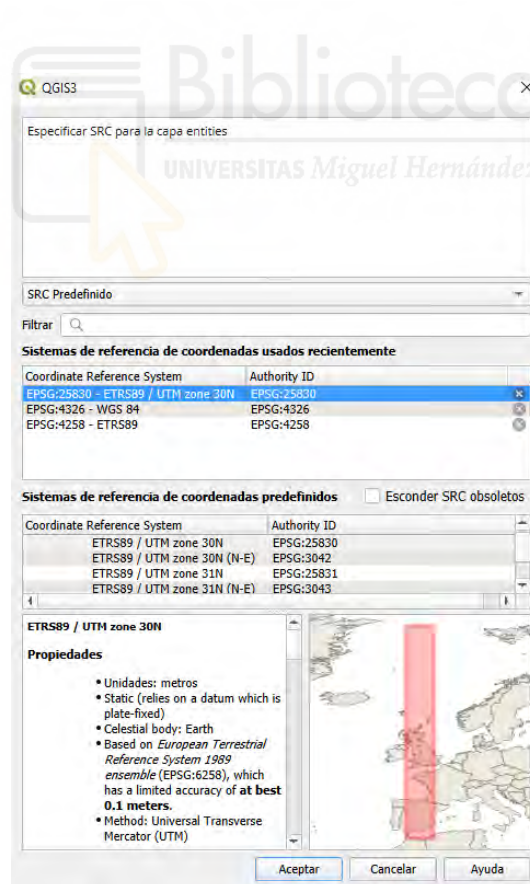 Biblioteca
UNIVERSITAS Miguel Hernández
QGIS3
Especificar SRC para la capa entities
SRC Predefinido
Filtrar
Sistemas de referencia de coordenadas usados recientemente
Coordinate Reference System Authority ID
EPSG:25830 - ETRS89 / UTM zone 30N EPSG:25830
EPSG:4326 - WGS 84 EPSG:4326
EPSG:4258 - ETRS89 EPSG:4258
Sistemas de referencia de coordenadas predefinidos Esconder SRC obsoletos
Coordinate Reference System Authority ID
ETRS89 / UTM zone 30N EPSG:25830
ETRS89 / UTM zone 30N (N-E) EPSG:3042
ETRS89 / UTM zone 31N EPSG:25831
ETRS89 / UTM zone 31N (N-E) EPSG:3043
ETRS89 / UTM zone 30N
Propiedades
• Unidades: metros
• Static (relies on a datum which is
plate-fixed)
• Celestial body: Earth
• Based on European Terrestrial
Reference System 1989
ensemble (EPSG:6258), which
has a limited accuracy of at best
0.1 meters.
• Method: Universal Transverse
Mercator (UTM)
Aceptar Cancelar Ayuda